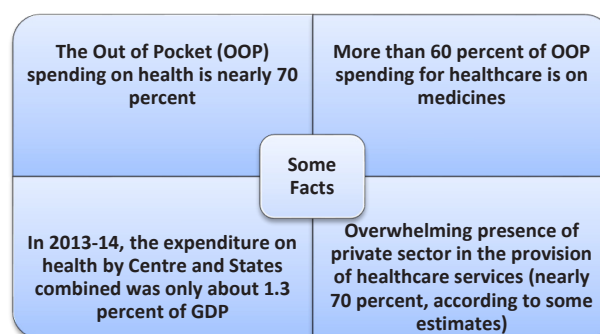 The Out of Pocket (OOP)
spending on health is nearly 70
percent
More than 60 percent of OOP
spending for healthcare is on
medicines
Some
Facts
In 2013-14, the expenditure on
health by Centre and States
combined was only about 1.3
percent of GDP
Overwhelming presence of
private sector in the provision
of healthcare services (nearly
70 percent, according to some
estimates)